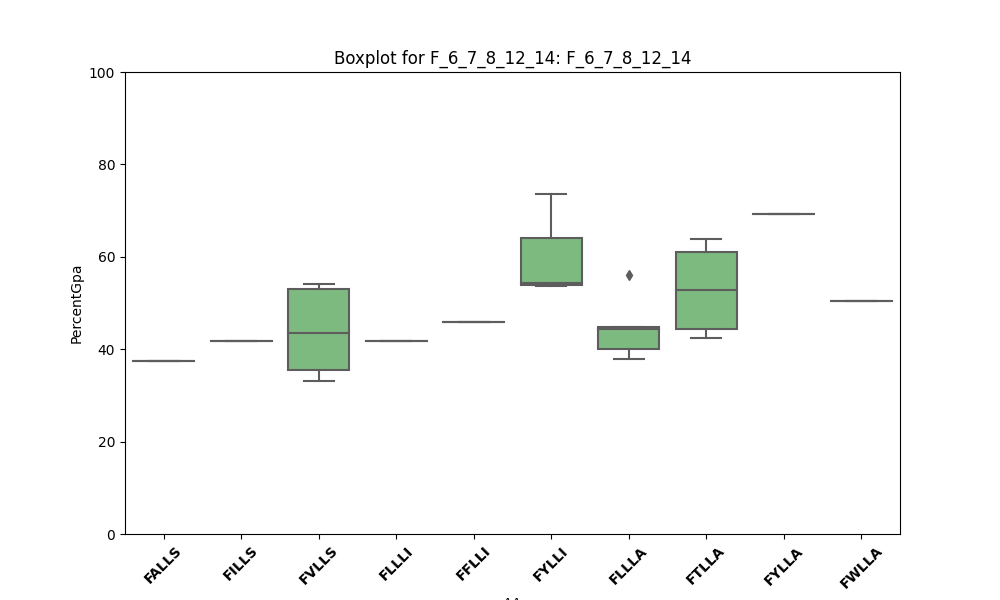 Boxplot for F_6_7_8_12_14: F_6_7_8_12_14
PercentGpa
100
80
60
40
20
0
FALLS
FILLS
FVLLS
FLLLI
FFLLI
FYLLI
FLLLA
FTLLA
FYLLA
FWLLA